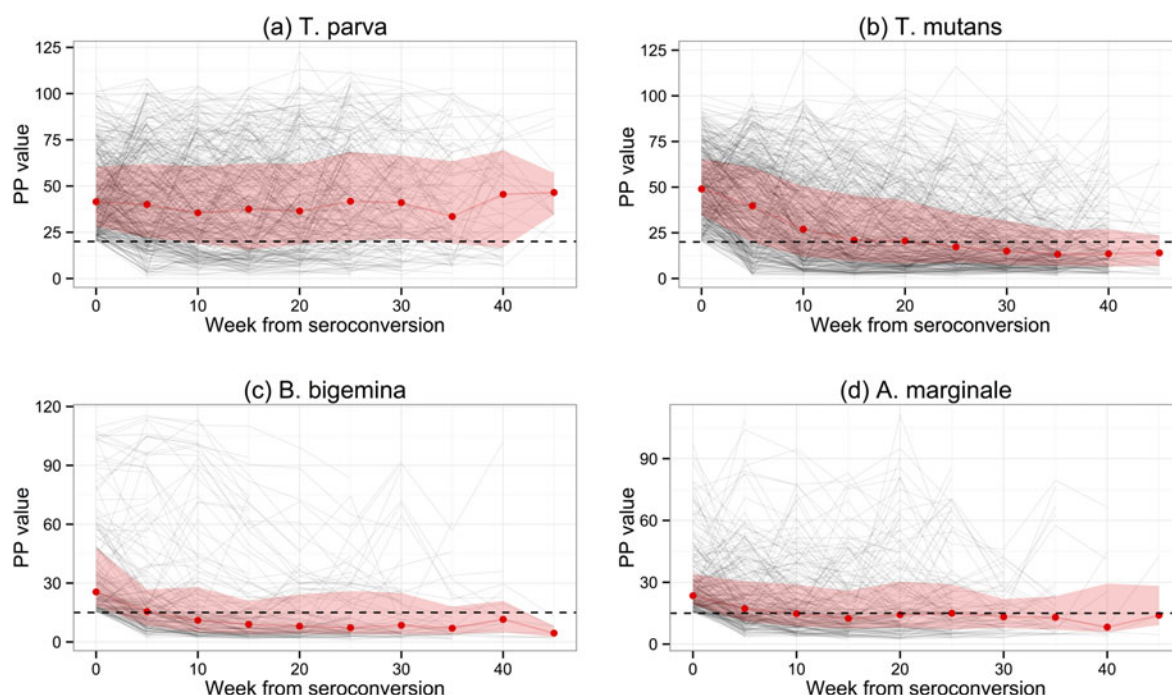 (a) T. parva
125
100
75
50
25
0
PP value
0 10 20 30 40
Week from seroconversion
(b) T. mutans
125
100
75
50
25
0
PP value
0 10 20 30 40
Week from seroconversion
(c) B. bigemina
120
90
60
30
0
PP value
0 10 20 30 40
Week from seroconversion
(d) A. marginale
90
60
30
0
PP value
0 10 20 30 40
Week from seroconversion